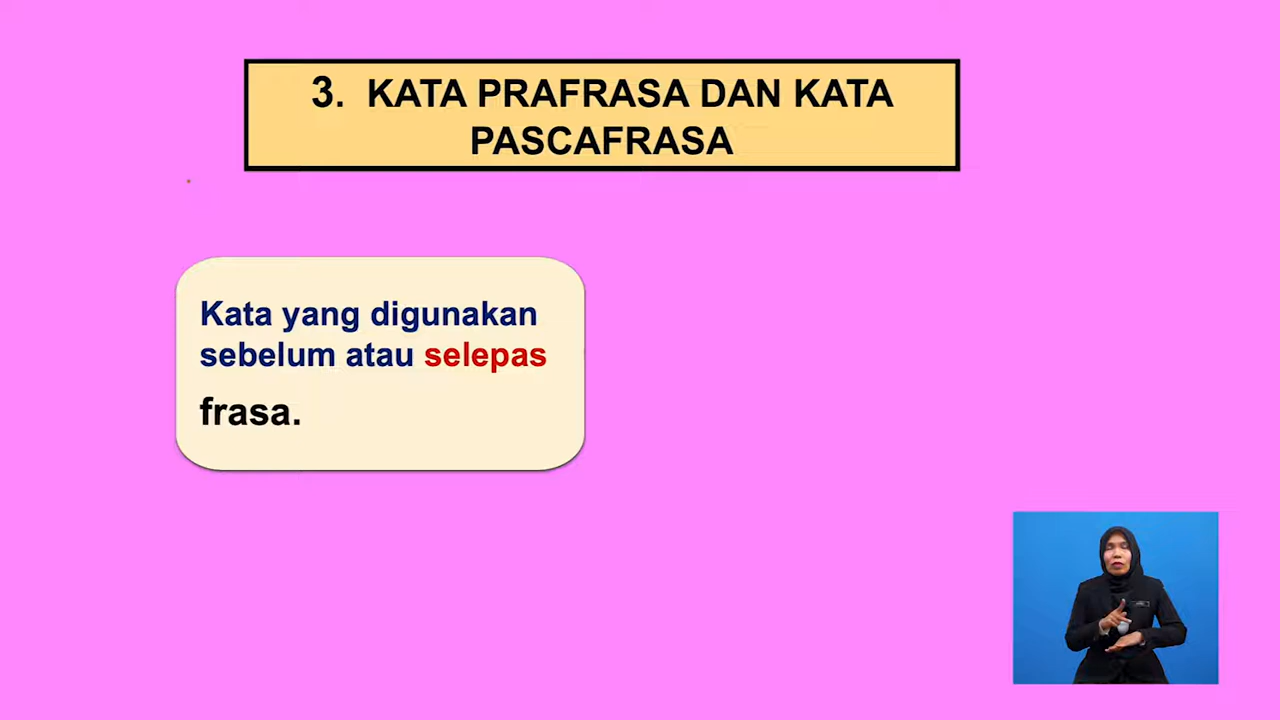 3. KATA PRAFRASA DAN KATA
PASCAFRASA
Kata yang digunakan
sebelum atau selepas
frasa.